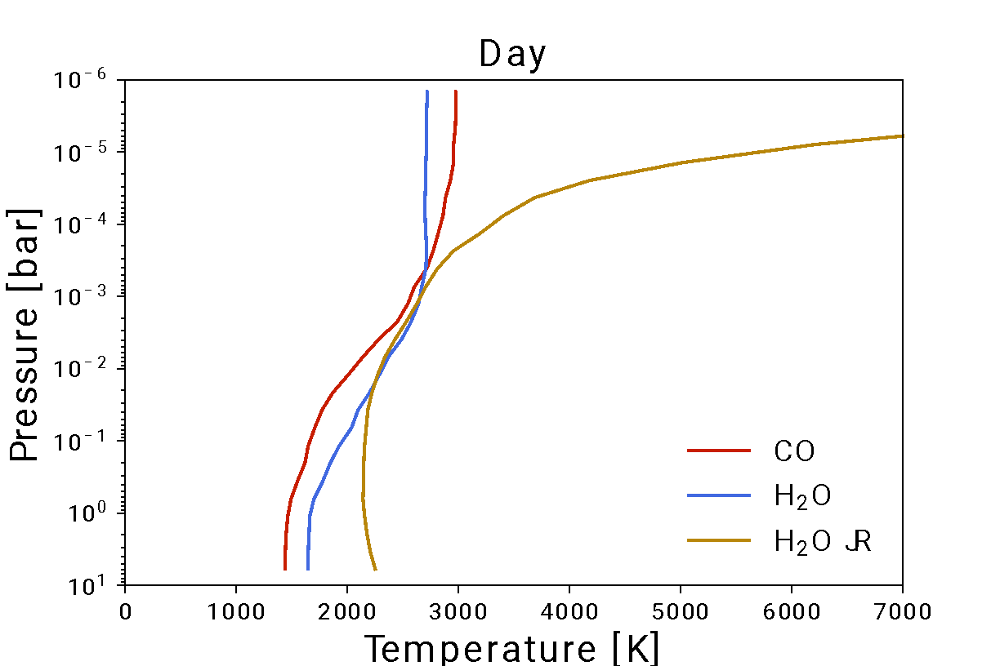 Day
Pressure [bar]
10⁻⁶
10⁻⁵
10⁻⁴
10⁻³
10⁻²
10⁻¹
10⁰
10¹
CO
H₂O
H₂O JR
0 1000 2000 3000 4000 5000 6000 7000
Temperature [K]